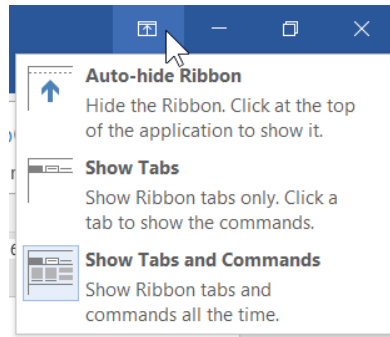 Auto-hide Ribbon
Hide the Ribbon. Click at the top
of the application to show it.
Show Tabs
Show Ribbon tabs only. Click a
tab to show the commands.
Show Tabs and Commands
Show Ribbon tabs and
commands all the time.